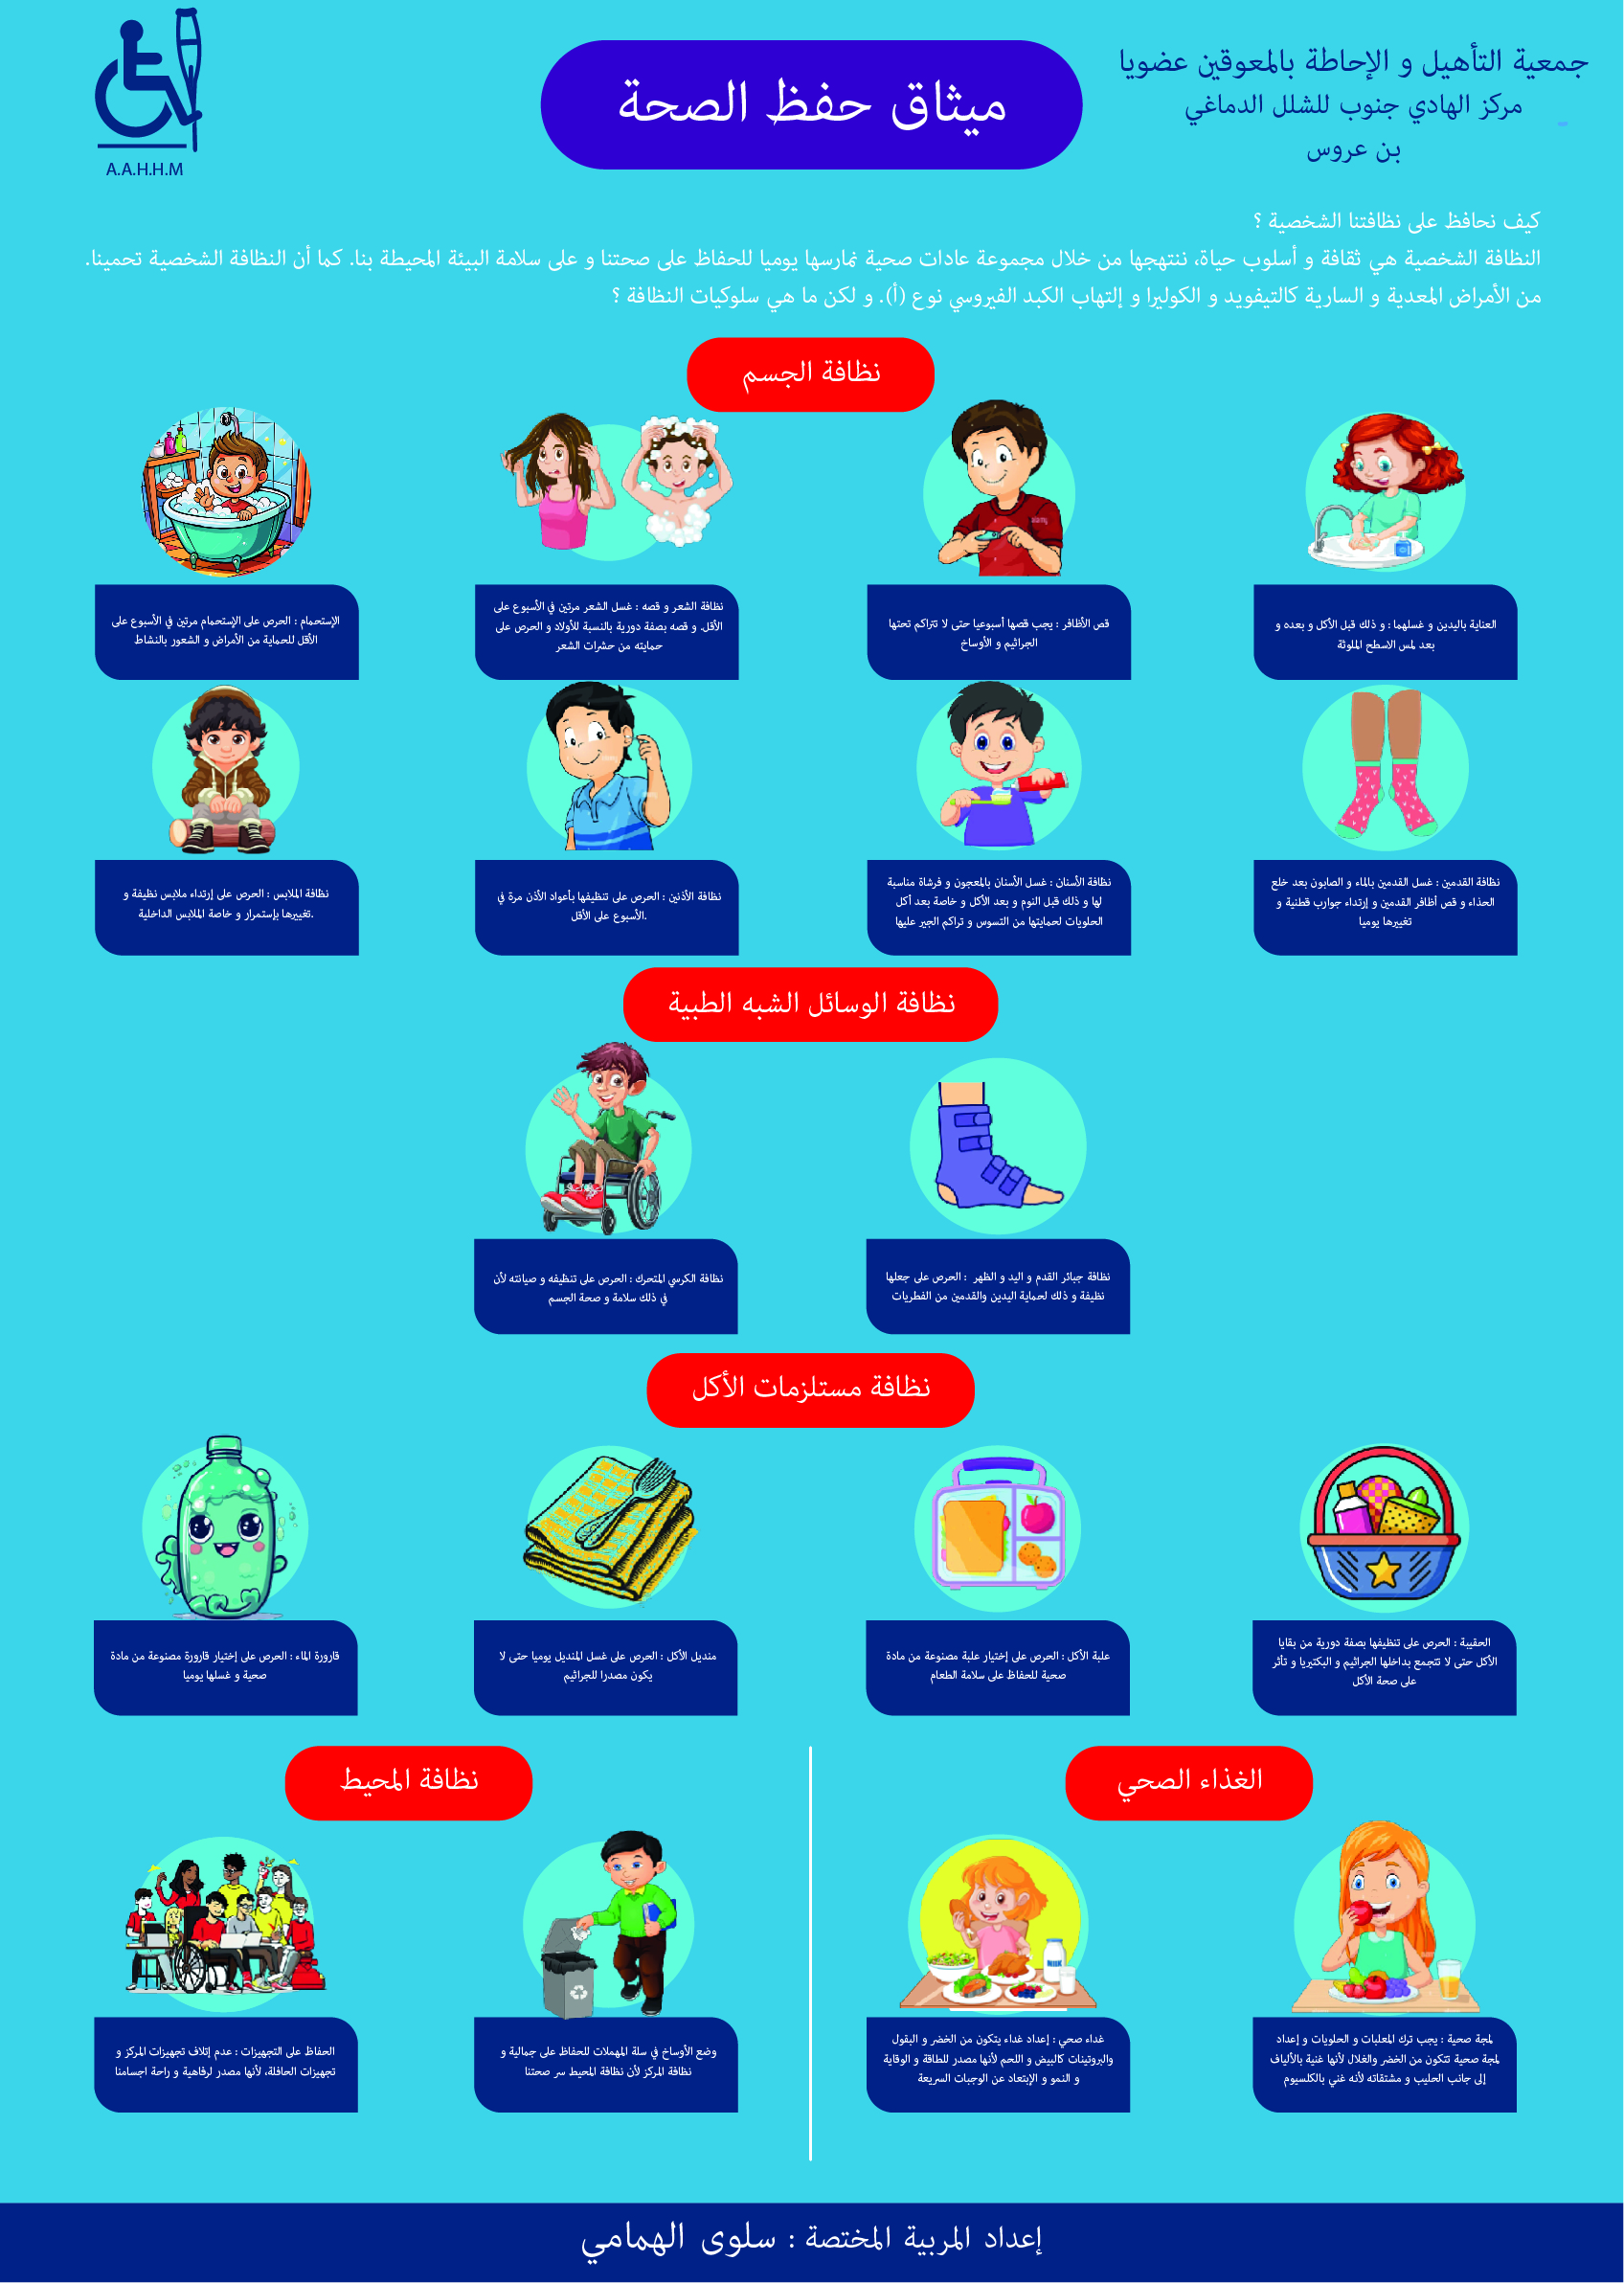 جمعية التأهيل و الإحاطة بالمعوقين عضويا
مركز الهادي جنوب للشلل الدماغي
بن عروس
ميثاق حفظ الصحة
A.A.H.H.M
كيف نحافظ على نظافتنا الشخصية ؟
النظافة الشخصية هي ثقافة و أسلوب حياة، ننتهجها من خلال مجموعة عادات صحية نمارسها يوميا للحفاظ على صحتنا و على سلامة البيئة المحيطة بنا. كما أن النظافة الشخصية تحمينا.
من الأمراض المعدية و السارية كالتيفويد و الكوليرا و إلتهاب الكبد الفيروسي نوع (أ). و لكن ما هي سلوكيات النظافة ؟
نظافة الجسم
العناية باليدين و غسلهما : و ذلك قبل الأكل و بعده و
بعد لمس الاسطح الملوثة
قص الأظافر : يجب قصها أسبوعيا حتى لا تتراكم تحتها
الجراثيم و الأوساخ
نظافة الشعر و قصه : غسل الشعر مرتين في الأسبوع على
الأقل. و قصه بصفة دورية بالنسبة للأولاد و الحرص على
حمايته من حشرات الشعر
الإستحمام : الحرص على الإستحمام مرتين في الأسبوع على
الأقل للحماية من الأمراض و الشعور بالنشاط
نظافة القدمين : غسل القدمين بالماء و الصابون بعد خلع
الحذاء و قص أظافر القدمين و إرتداء جوارب قطنية و
تغييرها يوميا
نظافة الأسنان : غسل الأسنان بالمعجون و فرشاة مناسبة
لها و ذلك قبل النوم و بعد الأكل و خاصة بعد أكل
الحلويات لحمايتها من التسوس و تراكم الجير عليها
نظافة الأذنين : الحرص على تنظيفها بأعواد الأذن مرة في
الأسبوع على الأقل.
نظافة الملابس : الحرص على إرتداء ملابس نظيفة و
تغييرها بإستمرار و خاصة الملابس الداخلية.
نظافة الوسائل الشبه الطبية
نظافة جبائر القدم و اليد و الظهر : الحرص على جعلها
نظيفة و ذلك لحماية اليدين والقدمين من الفطريات
نظافة الكرسي المتحرك : الحرص على تنظيفه و صيانته لأن
في ذلك سلامة و صحة الجسم
نظافة مستلزمات الأكل
الحقيبة : الحرص على تنظيفها بصفة دورية من بقايا
الأكل حتى لا تتجمع بداخلها الجراثيم و البكتيريا و تأثر
على صحة الأكل
علبة الأكل : الحرص على إختيار علبة مصنوعة من مادة
صحية للحفاظ على سلامة الطعام
منديل الأكل : الحرص على غسل المنديل يوميا حتى لا
يكون مصدرا للجراثيم
قارورة الماء : الحرص على إختيار قارورة مصنوعة من مادة
صحية و غسلها يوميا
الغذاء الصحي
MILK
لمجة صحية : يجب ترك المعلبات و الحلويات و إعداد
لمجة صحية تتكون من الخضر والغلال لأنها غنية بالألياف
إلى جانب الحليب و مشتقاته لأنه غني بالكلسيوم
غداء صحي : إعداد غداء يتكون من الخضر و البقول
والبروتينات كالبيض و اللحم لأنها مصدر للطاقة و الوقاية
و النمو و الإبتعاد عن الوجبات السريعة
نظافة المحيط
وضع الأوساخ في سلة المهملات للحفاظ على جمالية و
نظافة المركز لأن نظافة المحيط سر صحتنا
الحفاظ على التجهيزات : عدم إتلاف تجهيزات المركز و
تجهيزات الحافلة، لأنها مصدر لرفاهية و راحة اجسامنا
إعداد المربية المختصة : سلوى الهمامي